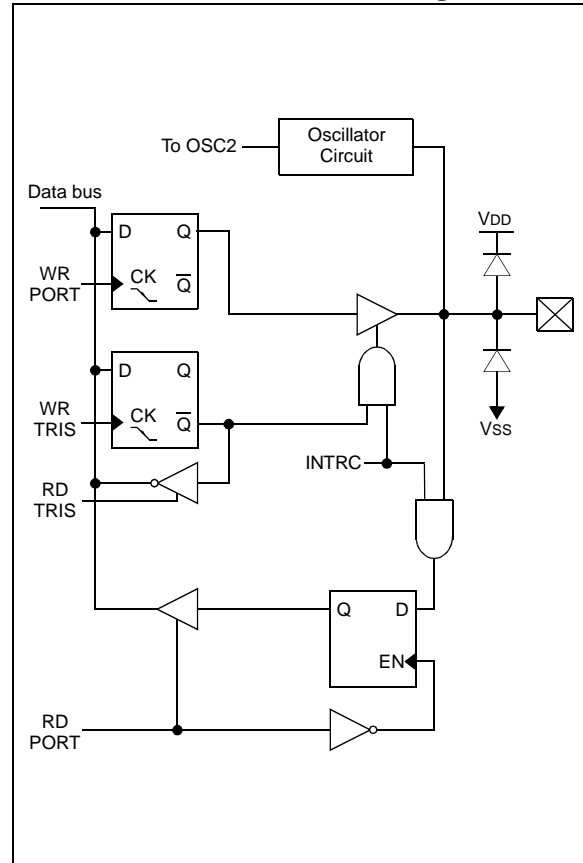 Oscillator
Circuit
To OSC2
Data bus
VDD
D Q
WR
PORT
CK
Q̅
D Q
WR
TRIS
CK
Q̅
VSS
INTRC
RD
TRIS
Q D
EN
RD
PORT